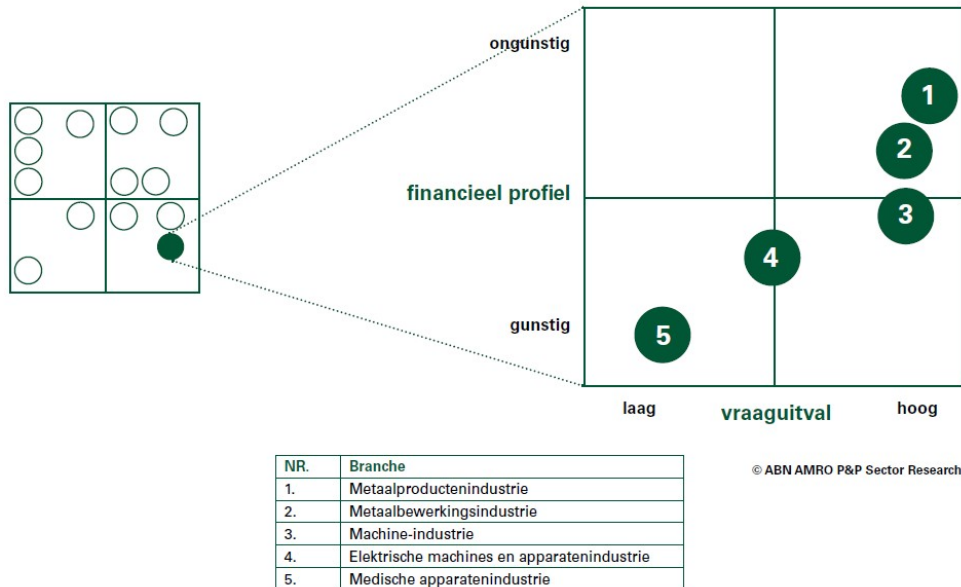 ongunstig
1
2
financieel profiel
3
4
gunstig
5
laag
vraaguitval
hoog
© ABN AMRO P&P Sector Research
NR. Branche
1. Metaalproductenindustrie
2. Metaalbewerkingsindustrie
3. Machine-industrie
4. Elektrische machines en apparatenindustrie
5. Medische apparatenindustrie